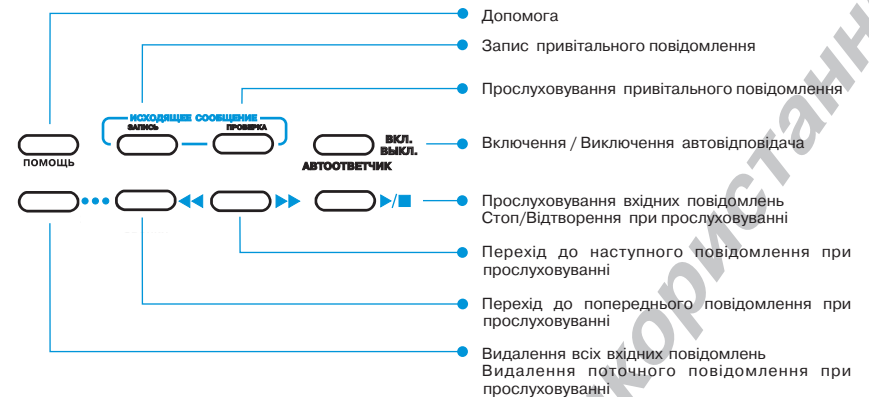 Допомога
Запис привітального повідомлення
Прослуховування привітального повідомлення
ИСХОДЯЩЕЕ СООБЩЕНИЕ
ЗАПИСЬ ПРОВЕРКА
ПОМОЩЬ
ВКЛ.
ВЫКЛ.
АВТООТВЕТЧИК
Включення / Виключення автовідповідача
Прослуховування вхідних повідомлень
Стоп/Відтворення при прослуховуванні
Перехід до наступного повідомлення при
прослуховуванні
Перехід до попереднього повідомлення при
прослуховуванні
Видалення всіх вхідних повідомлень
Видалення поточного повідомлення при
прослуховуванні